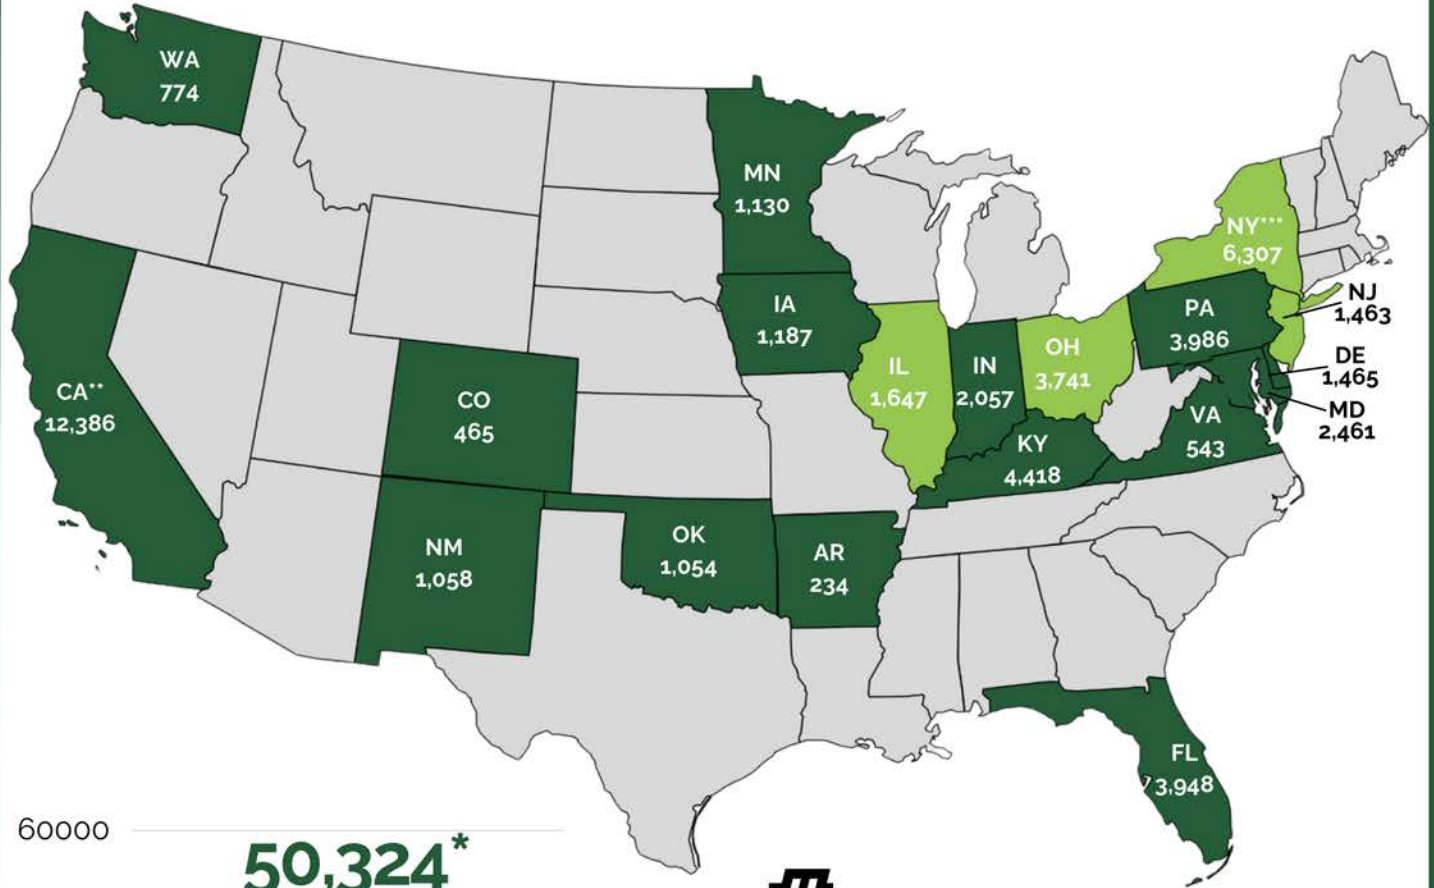 WA
774
MN
1,130
NY***
6,307
IA
1,187
NJ
1,463
PA
3,986
DE
1,465
IL
1,647
IN
2,057
OH
3,741
MD
2,461
VA
543
CA**
12,386
CO
465
KY
4,418
NM
1,058
OK
1,054
AR
234
FL
3,948
60000
50,324*